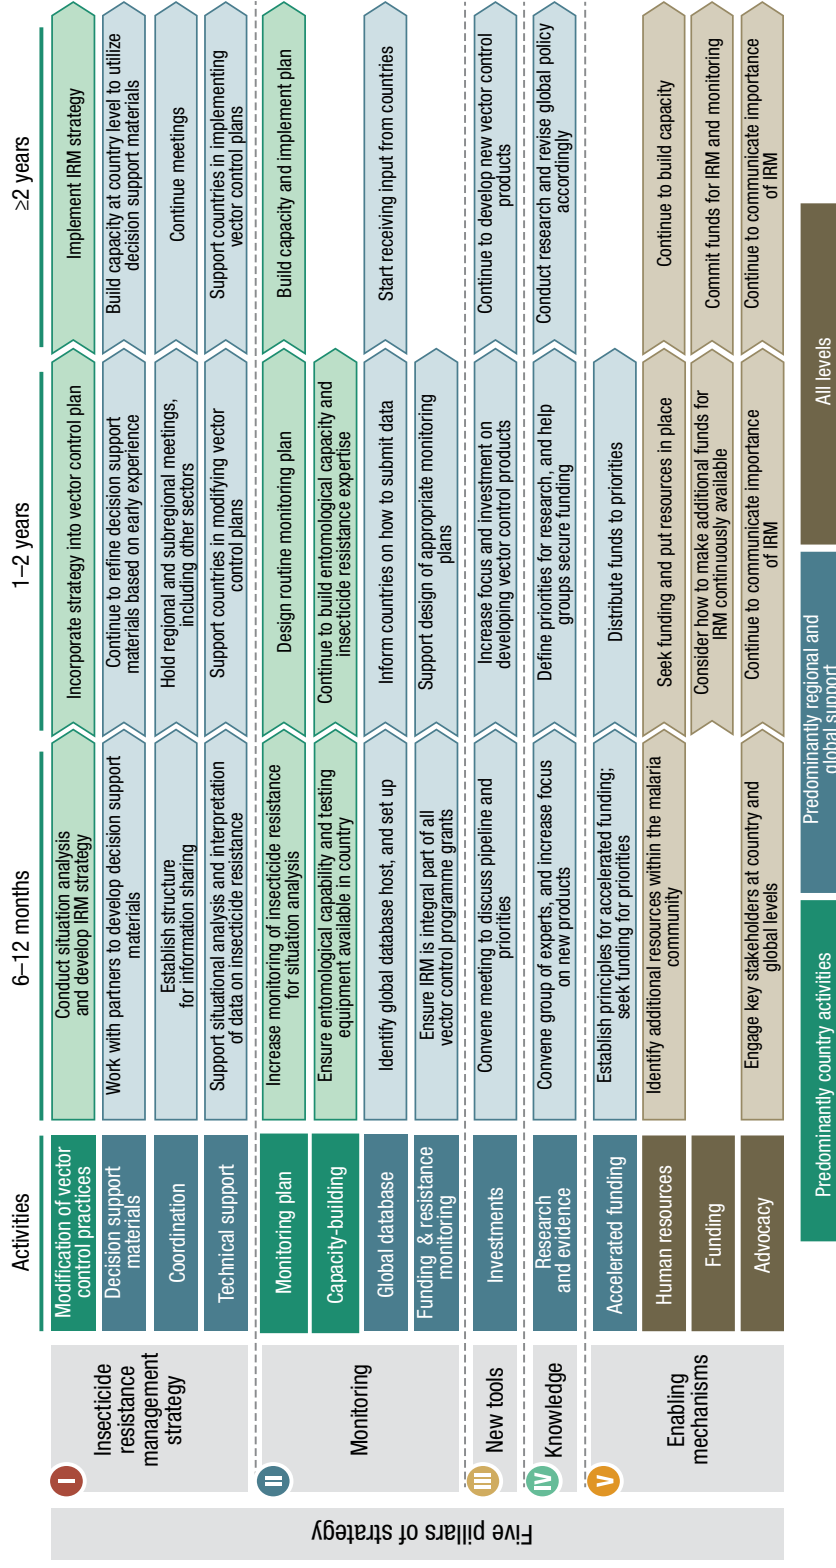 Activities
6–12 months
1–2 years
≥2 years
Five pillars of strategy
I
Insecticide
resistance
management
strategy
Modification of vector
control practices
Conduct situation analysis
and develop IRM strategy
Incorporate strategy into vector control plan
Implement IRM strategy
Decision support
materials
Work with partners to develop decision support
materials
Continue to refine decision support
materials based on early experience
Build capacity at country level to utilize
decision support materials
Coordination
Establish structure
for information sharing
Hold regional and subregional meetings,
including other sectors
Continue meetings
Technical support
Support situational analysis and interpretation
of data on insecticide resistance
Support countries in modifying vector
control plans
Support countries in implementing
vector control plans
II
Monitoring
Monitoring plan
Increase monitoring of insecticide resistance
for situation analysis
Design routine monitoring plan
Build capacity and implement plan
Capacity-building
Ensure entomological capability and testing
equipment available in country
Continue to build entomological capacity and
insecticide resistance expertise
Global database
Identify global database host, and set up
Inform countries on how to submit data
Start receiving input from countries
Funding & resistance
monitoring
Ensure IRM is integral part of all
vector control programme grants
Support design of appropriate monitoring
plans
III
New tools
Investments
Convene meeting to discuss pipeline and
priorities
Increase focus and investment on
developing vector control products
Continue to develop new vector control
products
IV
Knowledge
Research
and evidence
Convene group of experts, and increase focus
on new products
Define priorities for research, and help
groups secure funding
Conduct research and revise global policy
accordingly
V
Enabling
mechanisms
Accelerated funding
Establish principles for accelerated funding;
seek funding for priorities
Distribute funds to priorities
Human resources
Identify additional resources within the malaria
community
Seek funding and put resources in place
Continue to build capacity
Funding
Consider how to make additional funds for
IRM continuously available
Commit funds for IRM and monitoring
Advocacy
Engage key stakeholders at country and
global levels
Continue to communicate importance
of IRM
Continue to communicate importance
of IRM
Predominantly country activities
Predominantly regional and
global support
All levels